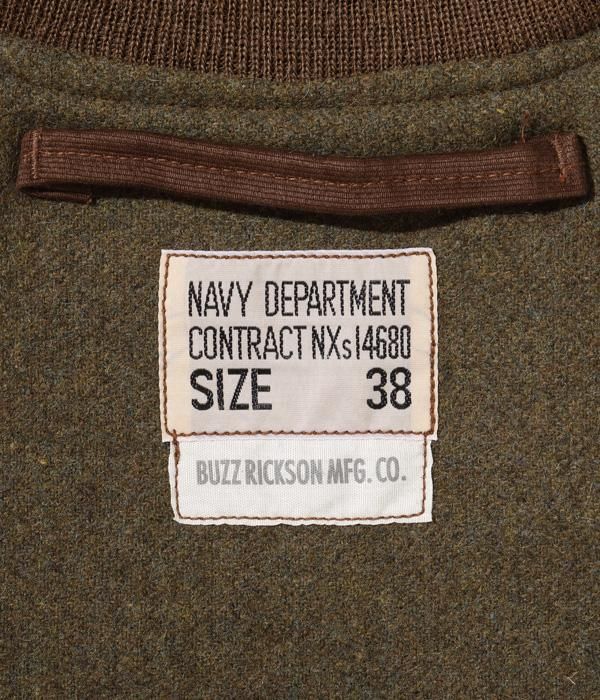 NAVY DEPARTMENT
CONTRACT NXs14680
SIZE 38
BUZZ RICKSON MFG. CO.